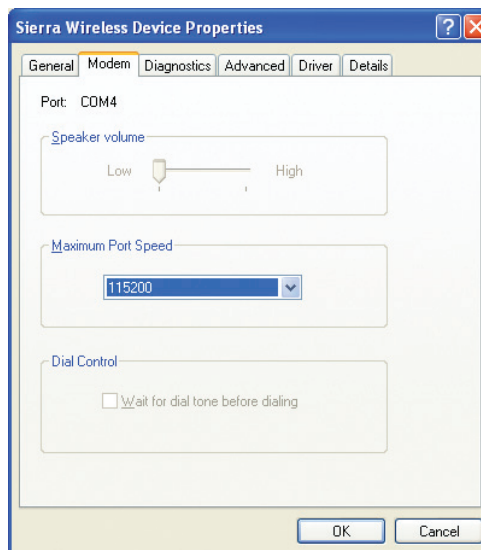 Sierra Wireless Device Properties
General Modem Diagnostics Advanced Driver Details
Port: COM4
Speaker volume
Low High
Maximum Port Speed
115200
Dial Control
Wait for dial tone before dialing
OK Cancel